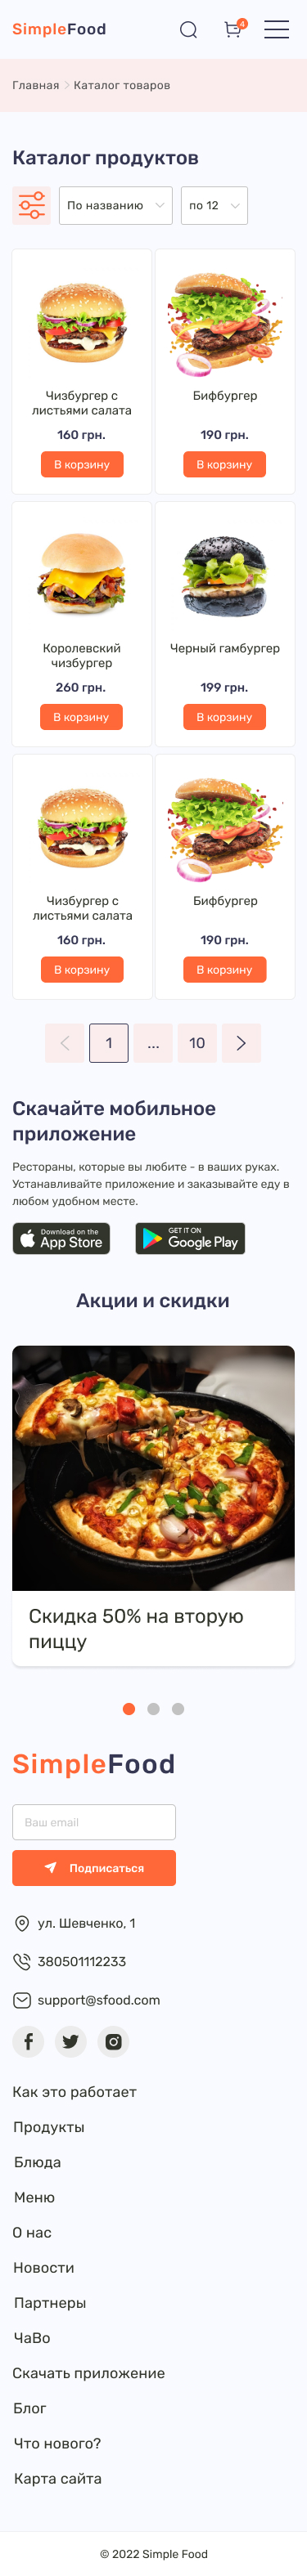 SimpleFood
4
Главная > Каталог товаров
Каталог продуктов
По названию
по 12
Чизбургер с
листьями салата
160 грн.
В корзину
Бифбургер
190 грн.
В корзину
Королевский
чизбургер
260 грн.
В корзину
Черный гамбургер
199 грн.
В корзину
Чизбургер с
листьями салата
160 грн.
В корзину
Бифбургер
190 грн.
В корзину
1 ... 10
Скачайте мобильное
приложение
Рестораны, которые вы любите - в ваших руках.
Устанавливайте приложение и заказывайте еду в
любом удобном месте.
Download on the
App Store
GET IT ON
Google Play
Акции и скидки
Скидка 50% на вторую
пиццу
SimpleFood
Ваш email
Подписаться
ул. Шевченко, 1
380501112233
support@sfood.com
Как это работает
Продукты
Блюда
Меню
О нас
Новости
Партнеры
ЧаВо
Скачать приложение
Блог
Что нового?
Карта сайта
© 2022 Simple Food